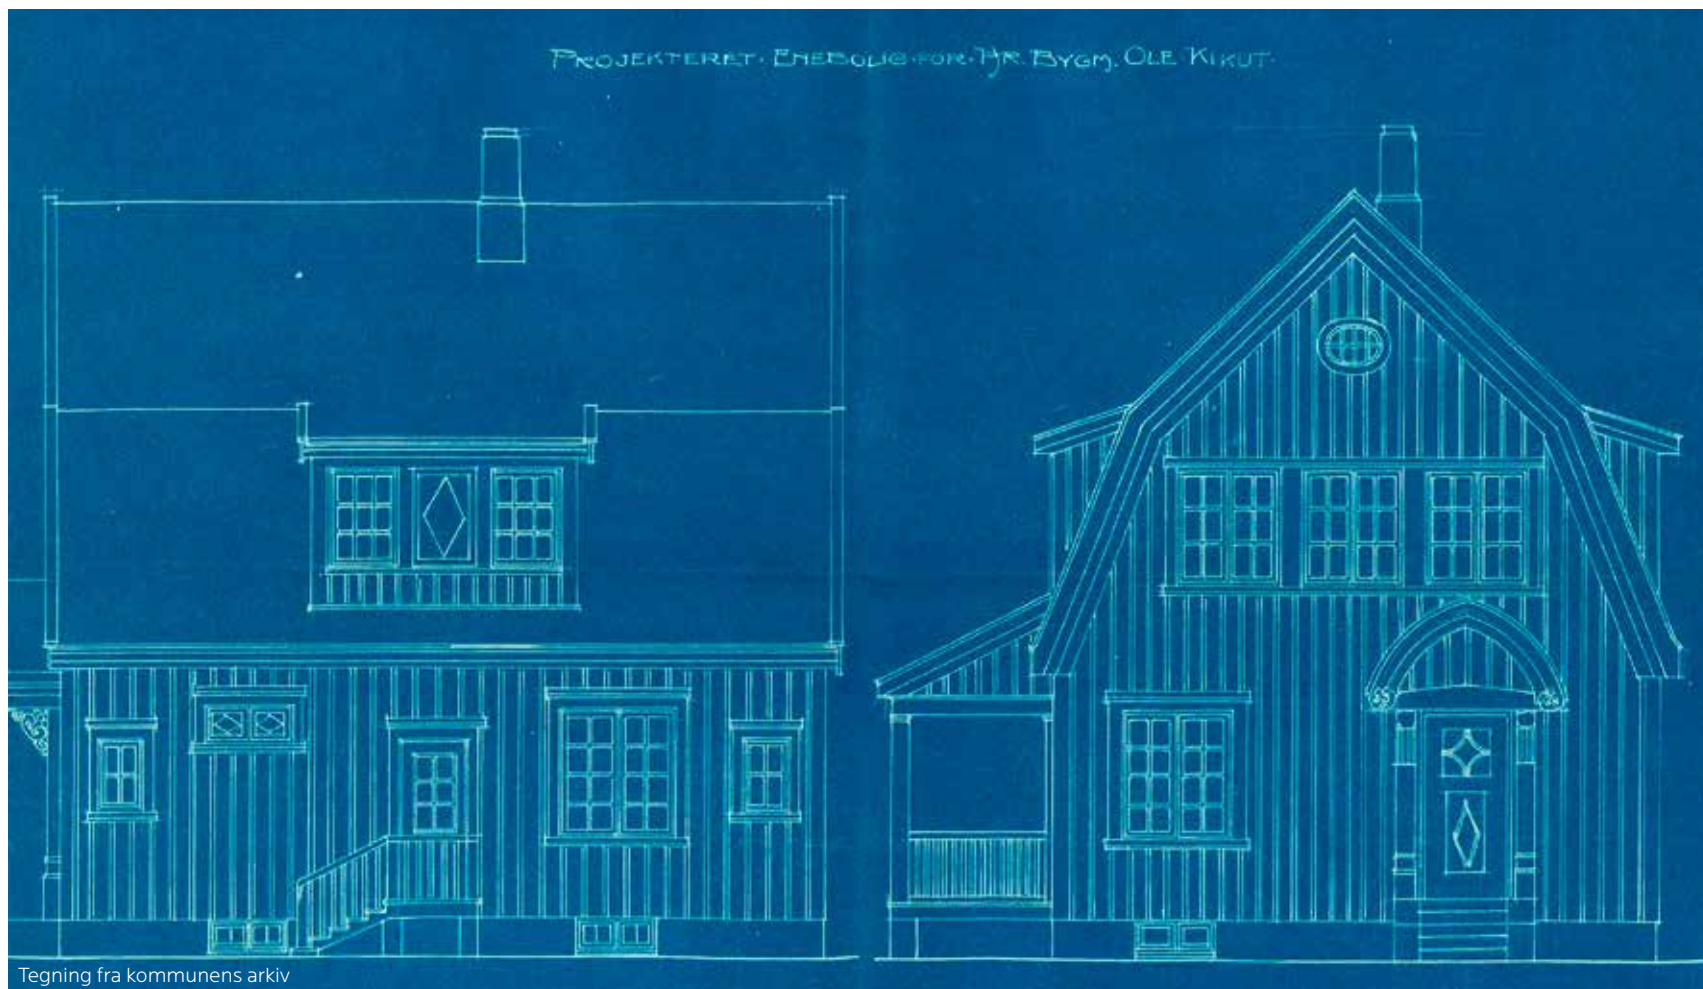 PROJEKTERET · ENEBOLIG · FOR · HR. BYGM. OLE KIKUT ·
Tegning fra kommunens arkiv